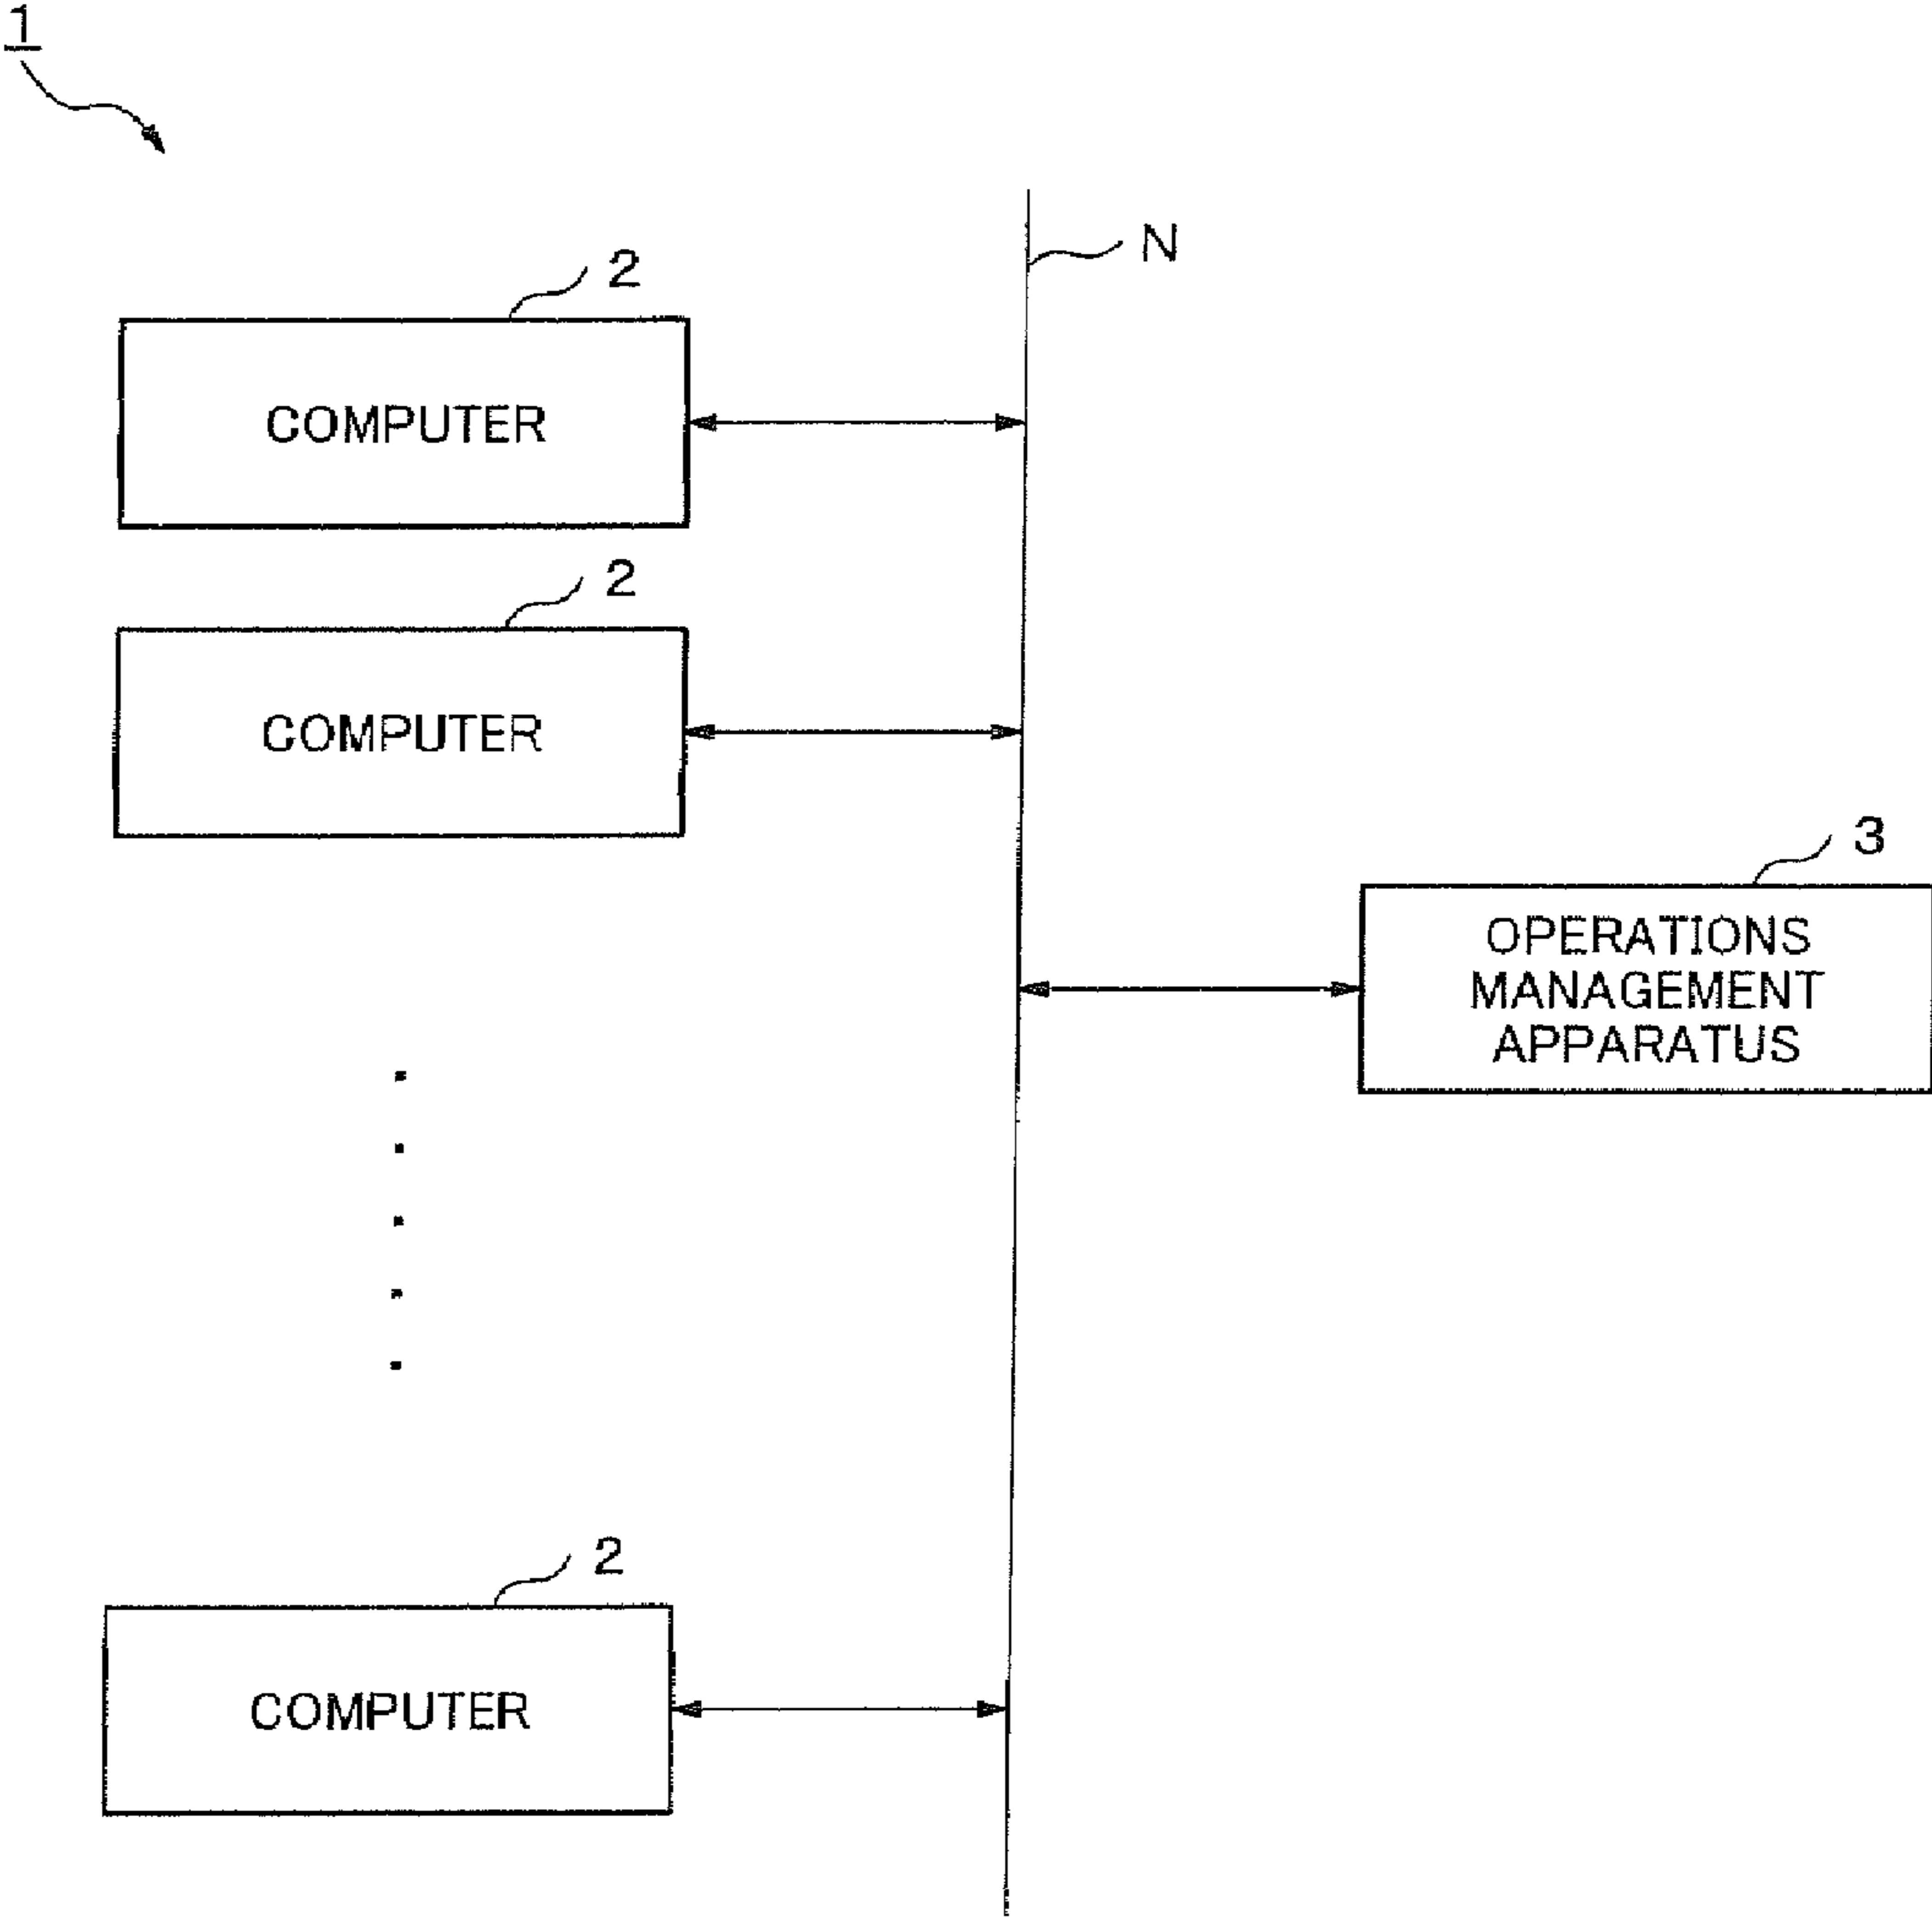 1
N
2
COMPUTER
2
COMPUTER
3
OPERATIONS
MANAGEMENT
APPARATUS
2
COMPUTER